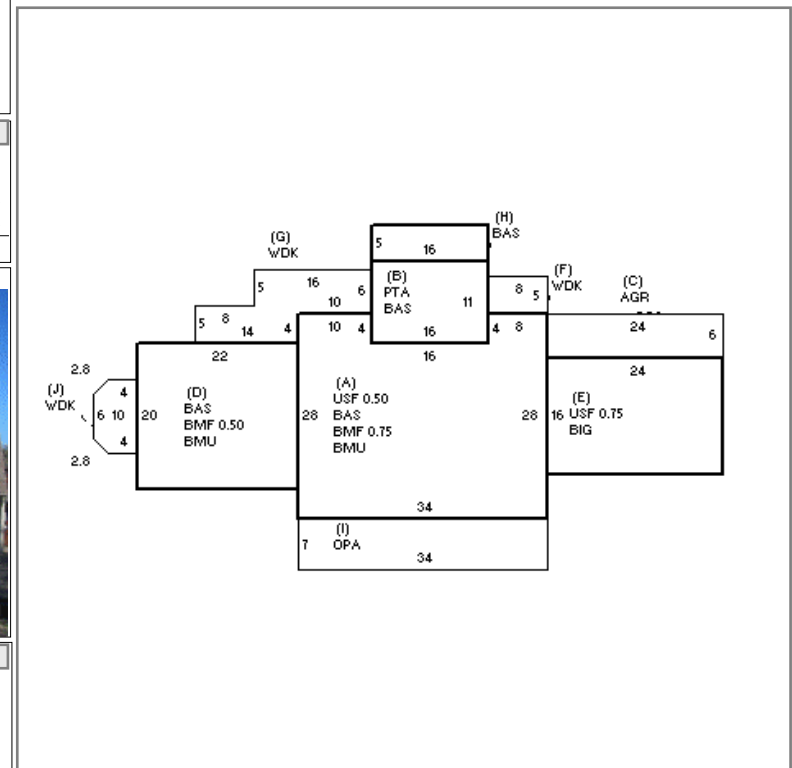 (H)
BAS
5
16
(G)
WDK
5
16
6
10
(B)
PTA
BAS
11
8
5
(F)
WDK
(C)
AGR
5
8
14
4
10
4
16
4
8
24
6
22
16
24
2.8
(J)
WDK
4
6
10
4
2.8
20
(D)
BAS
BMF 0.50
BMU
28
(A)
USF 0.50
BAS
BMF 0.75
BMU
28
16
(E)
USF 0.75
BIG
34
7
(I)
OPA
34